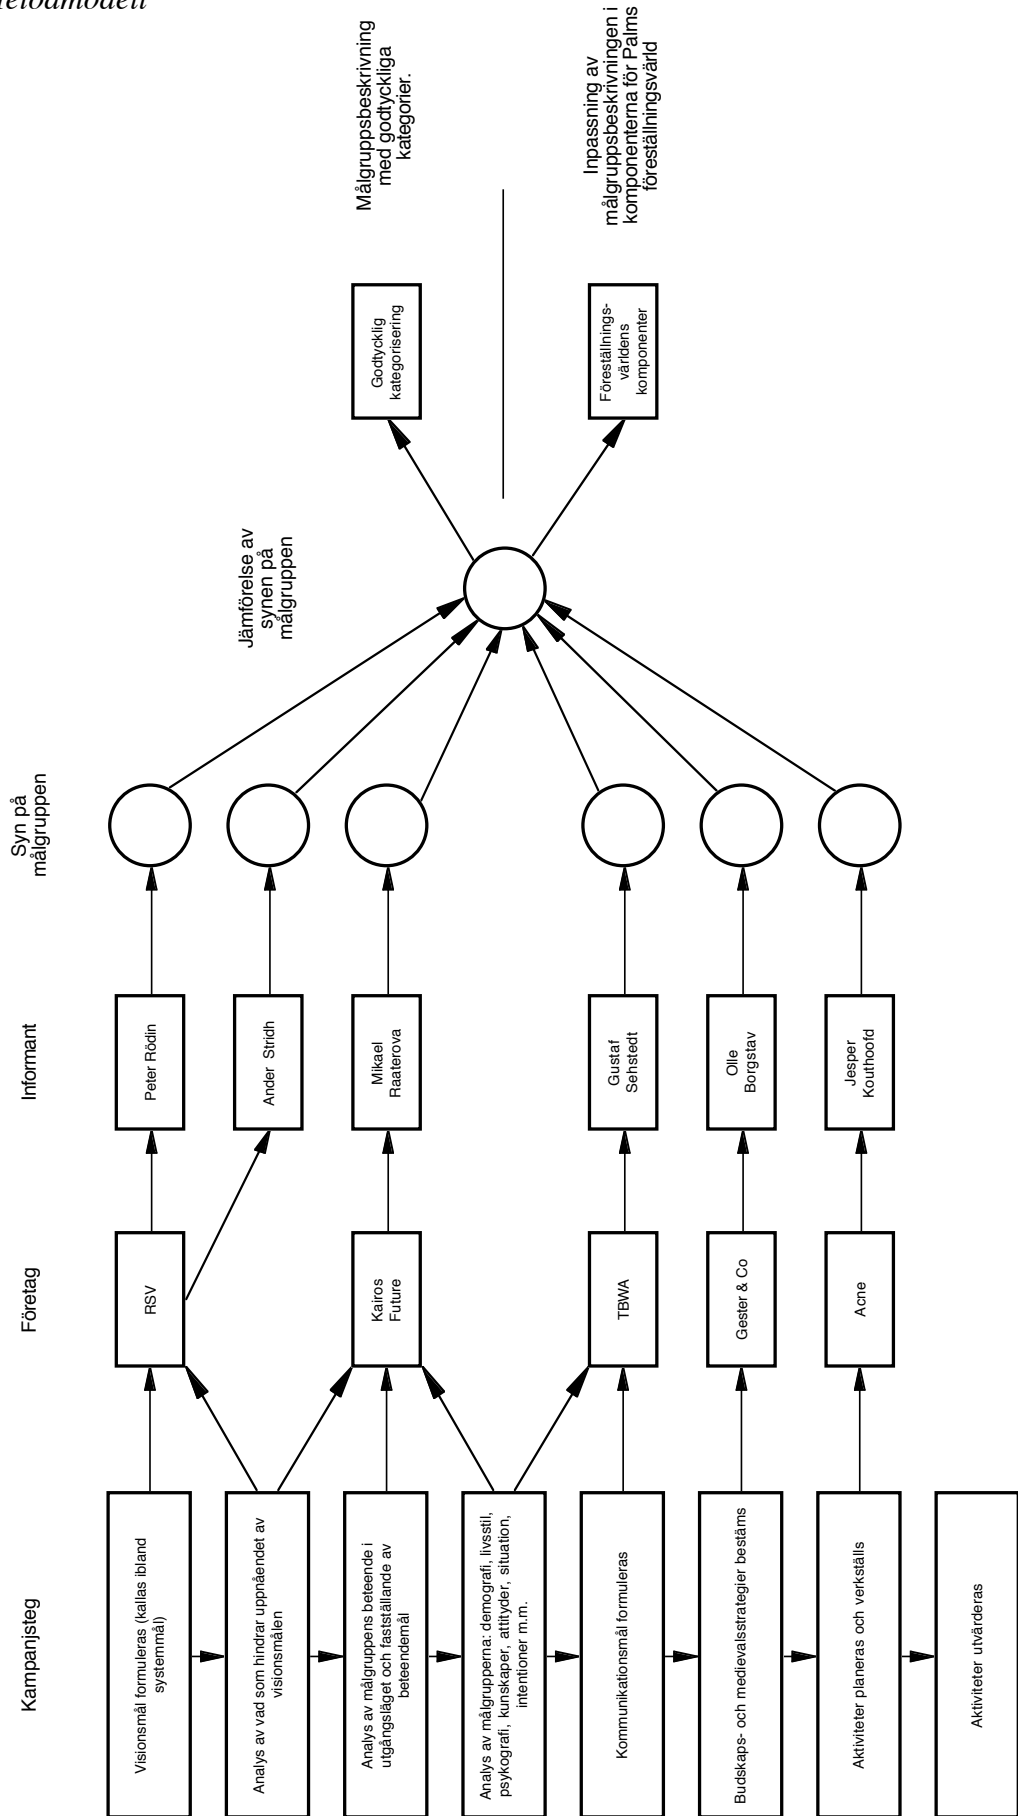 Metodmodell
Kampanjsteg
Företag
Informant
Syn på
målgruppen
Jämförelse av
synen på
målgruppen
Målgruppsbeskrivning
med godtyckliga
kategorier.
Inpassning av
målgruppsbeskrivningen i
komponenterna för Palms
föreställningsvärld
Visionsmål formuleras (kallas ibland
systemmål)
Analys av vad som hindrar uppnåendet av
visionsmålen
Analys av målgruppens beteende i
utgångsläget och fastställande av
beteendemål
Analys av målgrupperna: demografi, livsstil,
psykografi, kunskaper, attityder, situation,
intentioner m.m.
Kommunikationsmål formuleras
Budskaps- och medievalsstrategier bestäms
Aktiviteter planeras och verkställs
Aktiviteter utvärderas
RSV
Kairos
Future
TBWA
Gester & Co
Acne
Peter Rödin
Ander Stridh
Mikael
Raaterova
Gustaf
Sehstedt
Olle
Borgstav
Jesper
Kouthoofd
Godtycklig
kategorisering
Föreställnings-
världens
komponenter